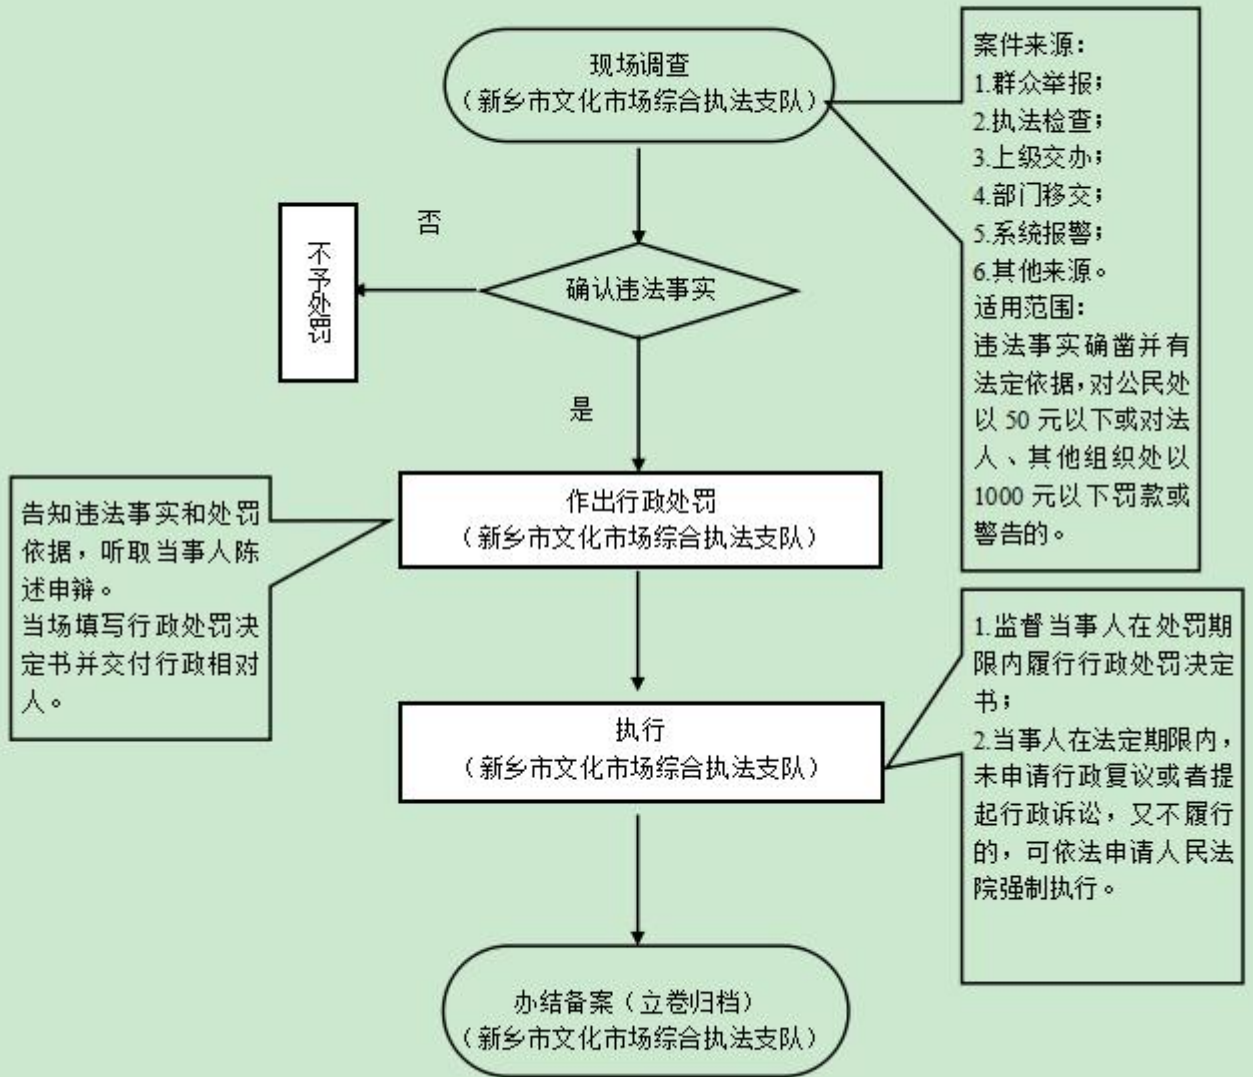 现场调查
（新乡市文化市场综合执法支队）
案件来源：
1.群众举报；
2.执法检查；
3.上级交办；
4.部门移交；
5.系统报警；
6.其他来源。
适用范围：
违法事实确凿并有
法定依据，对公民处
以 50 元以下或对法
人、其他组织处以
1000 元以下罚款或
警告的。
否
不予处罚
确认违法事实
是
作出行政处罚
（新乡市文化市场综合执法支队）
告知违法事实和处罚
依据，听取当事人陈
述申辩。
当场填写行政处罚决
定书并交付行政相对
人。
执行
（新乡市文化市场综合执法支队）
1.监督当事人在处罚期
限内履行行政处罚决定
书；
2.当事人在法定期限内，
未申请行政复议或者提
起行政诉讼，又不履行
的，可依法申请人民法
院强制执行。
办结备案（立卷归档）
（新乡市文化市场综合执法支队）